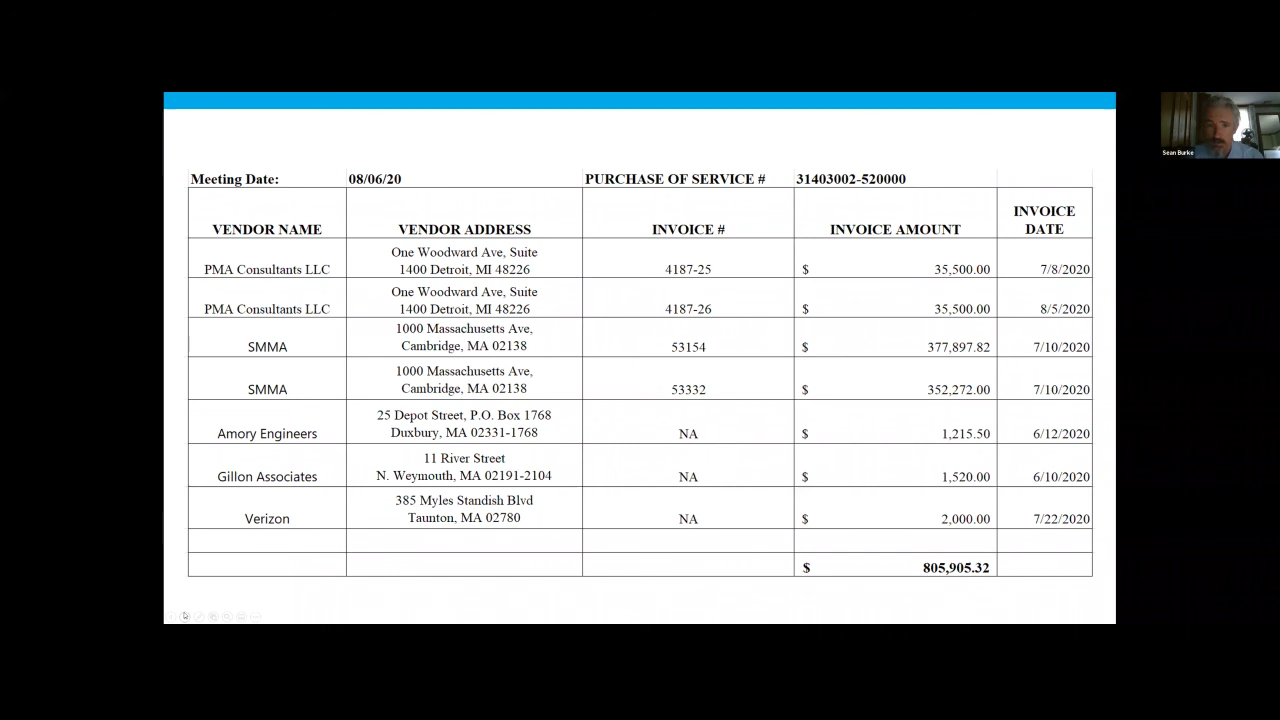 Meeting Date: 08/06/20 PURCHASE OF SERVICE # 31403002-520000
VENDOR NAME VENDOR ADDRESS INVOICE # INVOICE AMOUNT INVOICE DATE
PMA Consultants LLC One Woodward Ave, Suite 1400 Detroit, MI 48226 4187-25 $ 35,500.00 7/8/2020
PMA Consultants LLC One Woodward Ave, Suite 1400 Detroit, MI 48226 4187-26 $ 35,500.00 8/5/2020
SMMA 1000 Massachusetts Ave, Cambridge, MA 02138 53154 $ 377,897.82 7/10/2020
SMMA 1000 Massachusetts Ave, Cambridge, MA 02138 53332 $ 352,272.00 7/10/2020
Amory Engineers 25 Depot Street, P.O. Box 1768 Duxbury, MA 02331-1768 NA $ 1,215.50 6/12/2020
Gillon Associates 11 River Street N. Weymouth, MA 02191-2104 NA $ 1,520.00 6/10/2020
Verizon 385 Myles Standish Blvd Taunton, MA 02780 NA $ 2,000.00 7/22/2020
$ 805,905.32
Sean Burke